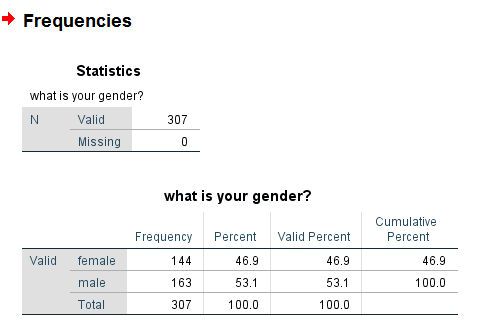 Frequencies
Statistics
what is your gender?
N Valid 307
Missing 0
what is your gender?
Frequency Percent Valid Percent Cumulative Percent
Valid female 144 46.9 46.9 46.9
male 163 53.1 53.1 100.0
Total 307 100.0 100.0